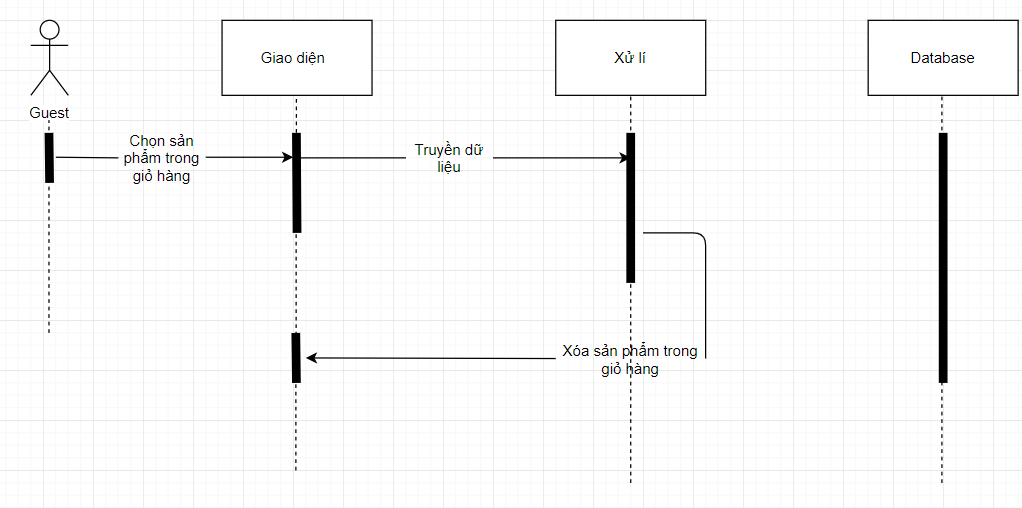 Giao diện
Xử lí
Database
Guest
Chọn sản
phẩm trong
giỏ hàng
Truyền dữ
liệu
Xóa sản phẩm trong
giỏ hàng